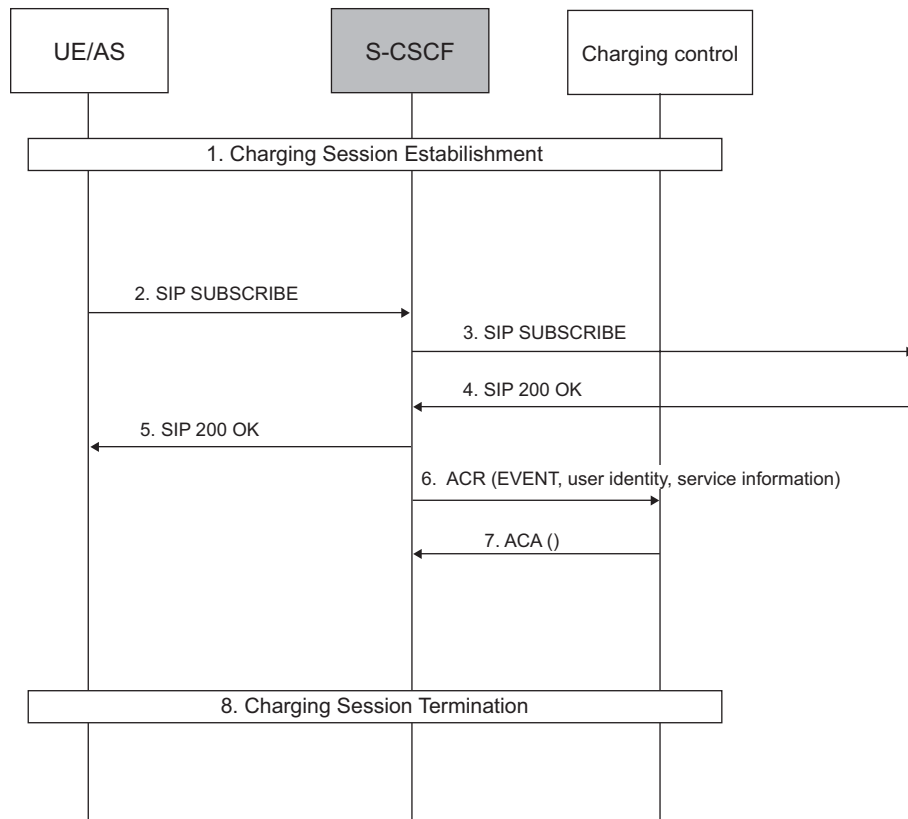 UE/AS
S-CSCF
Charging control
1. Charging Session Estabilishment
2. SIP SUBSCRIBE
3. SIP SUBSCRIBE
4. SIP 200 OK
5. SIP 200 OK
6. ACR (EVENT, user identity, service information)
7. ACA ()
8. Charging Session Termination